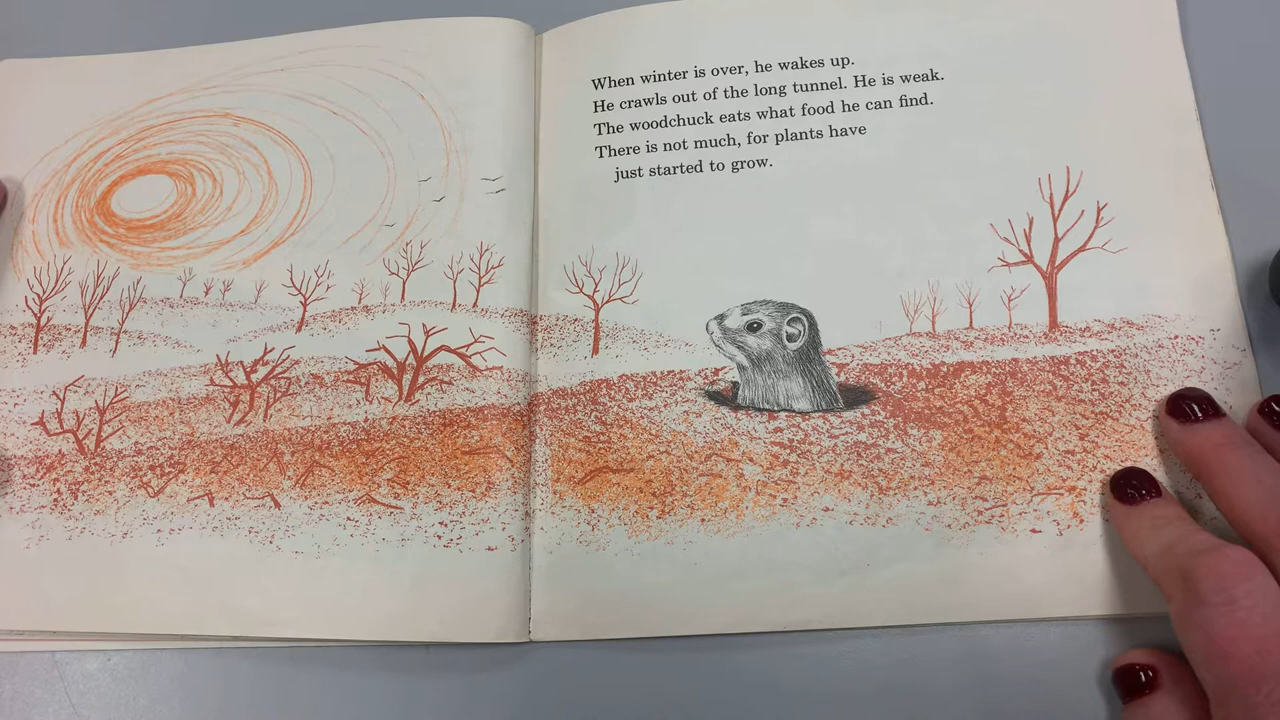 When winter is over, he wakes up.
He crawls out of the long tunnel. He is weak.
The woodchuck eats what food he can find.
There is not much, for plants have
just started to grow.